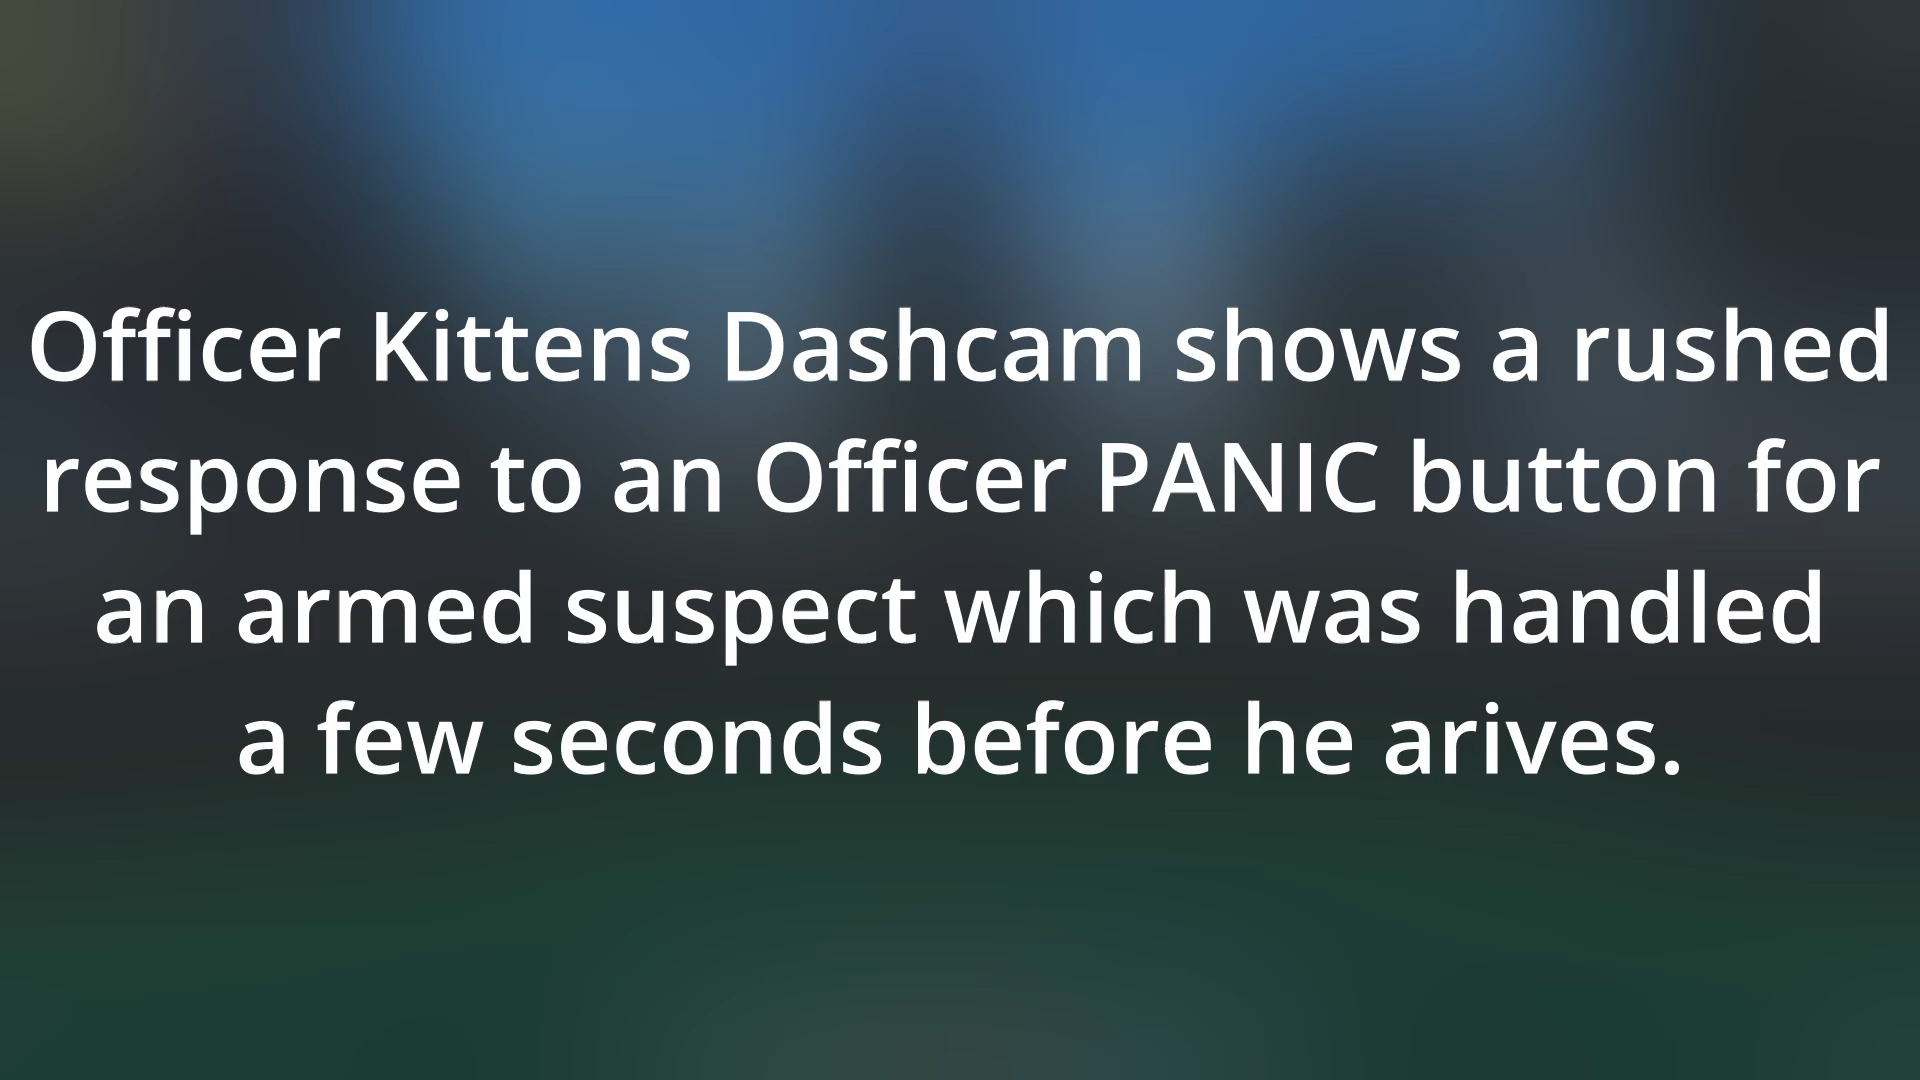 Officer Kittens Dashcam shows a rushed
response to an Officer PANIC button for
an armed suspect which was handled
a few seconds before he arives.